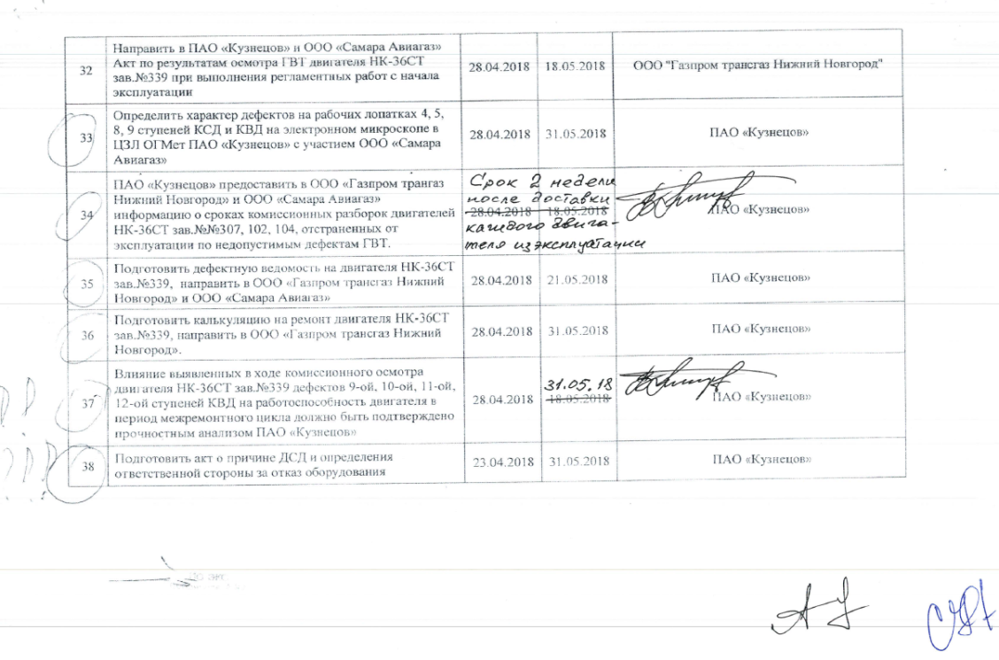 32
Направить в ПАО «Кузнецов» и ООО «Самара Авиагаз»
Акт по результатам осмотра ГВТ двигателя НК-36СТ
зав.№339 при выполнения регламентных работ с начала
эксплуатации
28.04.2018
18.05.2018
ООО "Газпром трансгаз Нижний Новгород"
33
Определить характер дефектов на рабочих лопатках 4, 5,
8, 9 ступеней КСД и КВД на электронном микроскопе в
ЦЗЛ ОГМет ПАО «Кузнецов» с участием ООО «Самара
Авиагаз»
28.04.2018
31.05.2018
ПАО «Кузнецов»
34
ПАО «Кузнецов» предоставить в ООО «Газпром трангаз
Нижний Новгород» и ООО «Самара Авиагаз»
информацию о сроках комиссионных разборок двигателей
НК-36СТ зав.№№307, 102, 104, отстраненных от
эксплуатации по недопустимым дефектам ГВТ.
Срок 2 недели
после доставки
28.04.2018
18.05.2018
каждого двига-
теля из эксплуатации
ПАО «Кузнецов»
35
Подготовить дефектную ведомость на двигателя НК-36СТ
зав.№339, направить в ООО «Газпром трансгаз Нижний
Новгород» и ООО «Самара Авиагаз»
28.04.2018
21.05.2018
ПАО «Кузнецов»
36
Подготовить калькуляцию на ремонт двигателя НК-36СТ
зав.№339, направить в ООО «Газпром трансгаз Нижний
Новгород».
28.04.2018
31.05.2018
ПАО «Кузнецов»
37
Влияние выявленных в ходе комиссионного осмотра
двигателя НК-36СТ зав.№339 дефектов 9-ой, 10-ой, 11-ой,
12-ой ступеней КВД на работоспособность двигателя в
период межремонтного цикла должно быть подтверждено
прочностным анализом ПАО «Кузнецов»
28.04.2018
31.05.18
18.05.2018
ПАО «Кузнецов»
38
Подготовить акт о причине ДСД и определения
ответственной стороны за отказ оборудования
23.04.2018
31.05.2018
ПАО «Кузнецов»